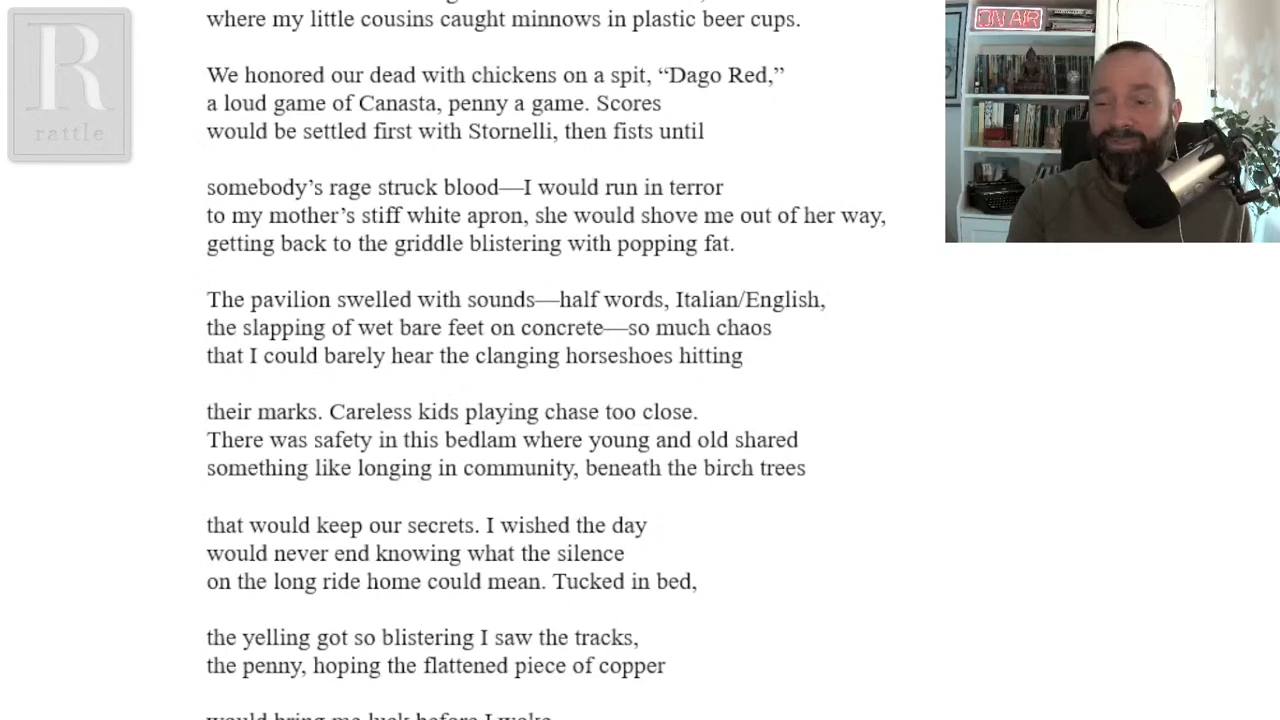 where my little cousins caught minnows in plastic beer cups.
We honored our dead with chickens on a spit, “Dago Red,”
a loud game of Canasta, penny a game. Scores
would be settled first with Stornelli, then fists until
somebody’s rage struck blood—I would run in terror
to my mother’s stiff white apron, she would shove me out of her way,
getting back to the griddle blistering with popping fat.
The pavilion swelled with sounds—half words, Italian/English,
the slapping of wet bare feet on concrete—so much chaos
that I could barely hear the clanging horseshoes hitting
their marks. Careless kids playing chase too close.
There was safety in this bedlam where young and old shared
something like longing in community, beneath the birch trees
that would keep our secrets. I wished the day
would never end knowing what the silence
on the long ride home could mean. Tucked in bed,
the yelling got so blistering I saw the tracks,
the penny, hoping the flattened piece of copper
would bring me luck before I woke
R
rattle
ON AIR